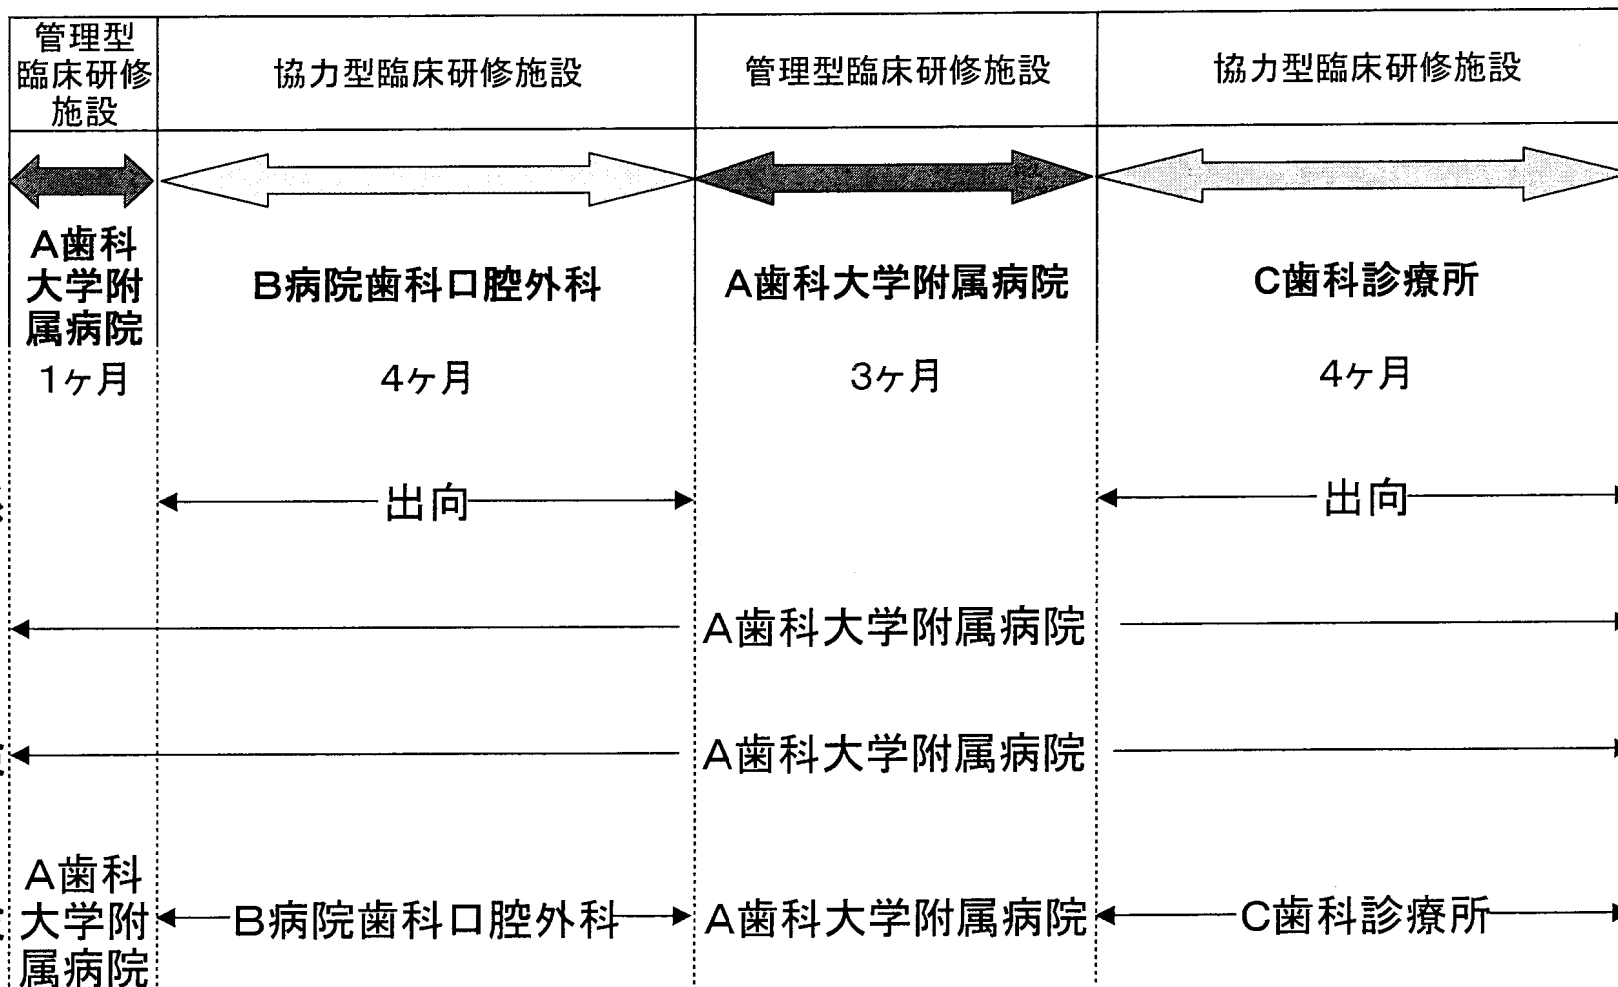 管理型
臨床研修
施設
協力型臨床研修施設
管理型臨床研修施設
協力型臨床研修施設
A歯科
大学附
属病院
B病院歯科口腔外科
A歯科大学附属病院
C歯科診療所
1ヶ月
4ヶ月
3ヶ月
4ヶ月
出向
出向
A歯科大学附属病院
A歯科大学附属病院
A歯科
大学附
属病院
B病院歯科口腔外科
A歯科大学附属病院
C歯科診療所